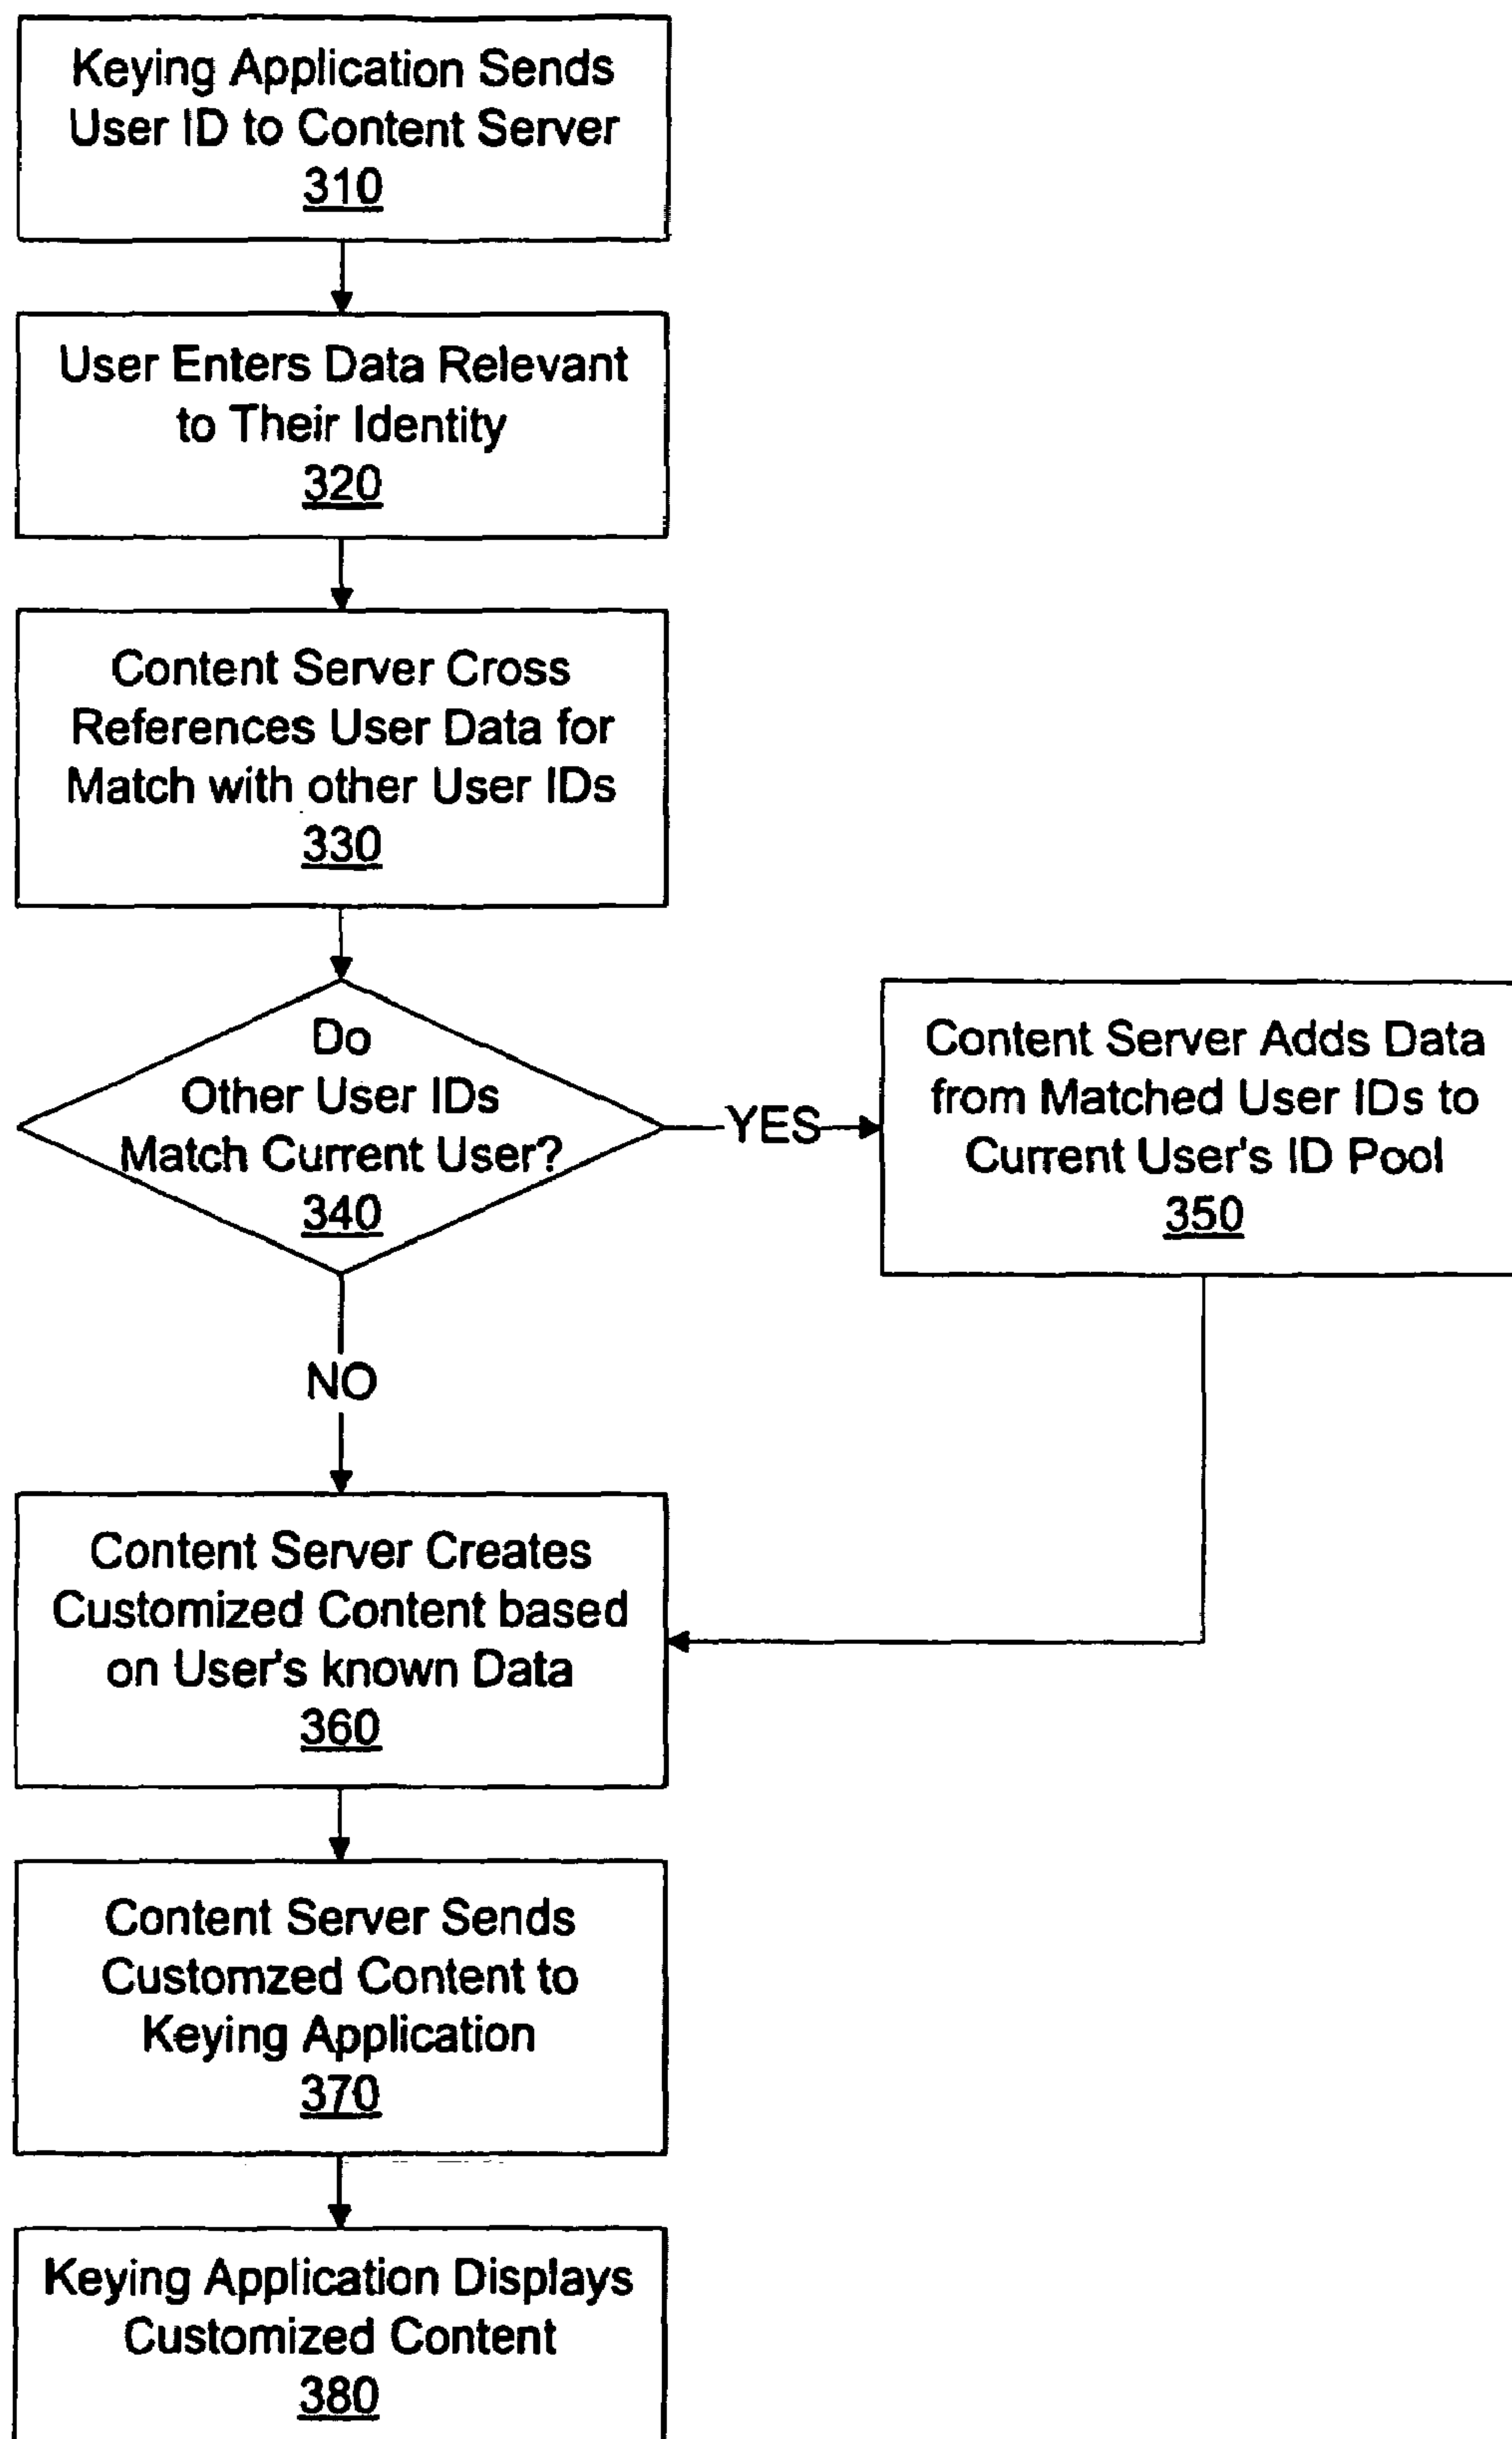 Keying Application Sends
User ID to Content Server
310
User Enters Data Relevant
to Their Identity
320
Content Server Cross
References User Data for
Match with other User IDs
330
Do
Other User IDs
Match Current User?
340
YES
Content Server Adds Data
from Matched User IDs to
Current User's ID Pool
350
NO
Content Server Creates
Customized Content based
on User's known Data
360
Content Server Sends
Customzed Content to
Keying Application
370
Keying Application Displays
Customized Content
380